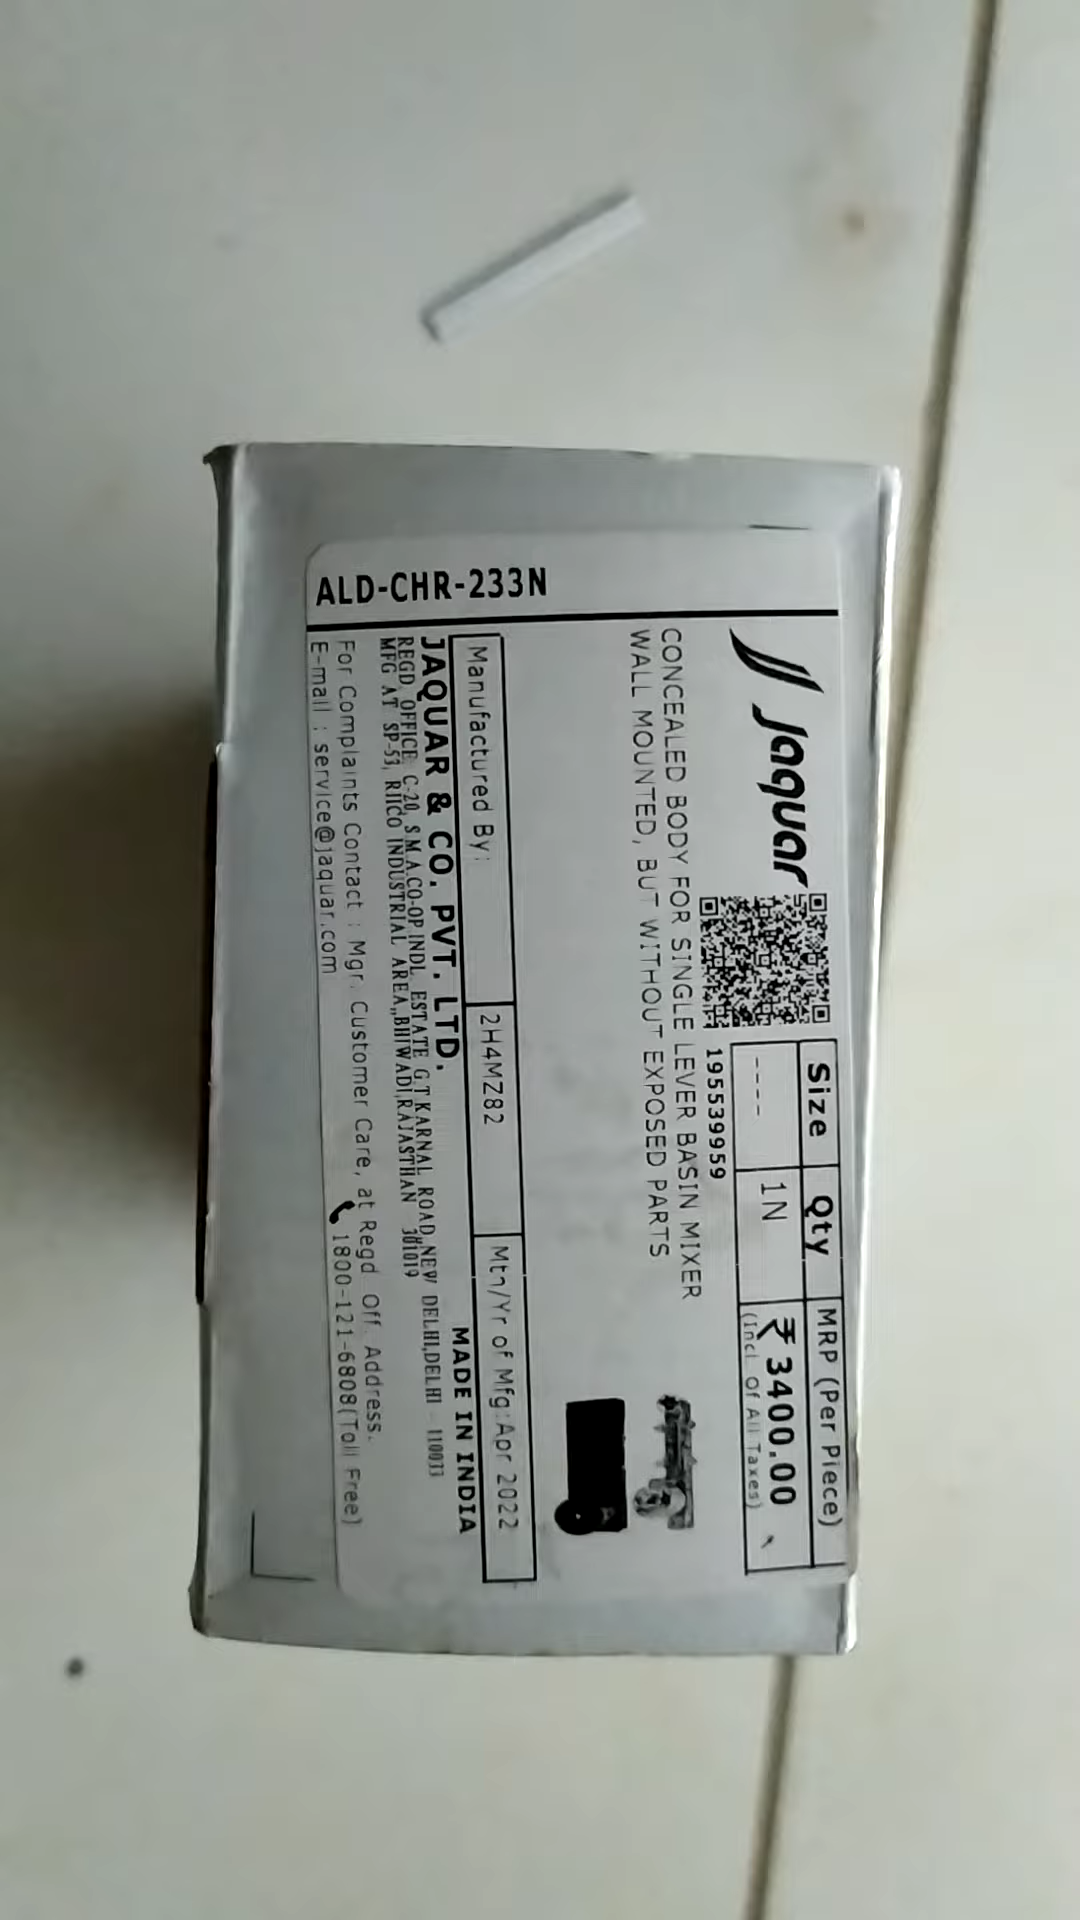 ALD-CHR-233N
Jaquar
Size Qty MRP (Per Piece)
---- 1N ₹ 3400.00
(Incl. Of All Taxes)
195539959
CONCEALED BODY FOR SINGLE LEVER BASIN MIXER
WALL MOUNTED, BUT WITHOUT EXPOSED PARTS
Manufactured By: 2H4MZ82 Mtn/Yr of Mfg:Apr 2022
JAQUAR & CO. PVT. LTD. MADE IN INDIA
REGD. OFFICE C-20, S.M.A.CO-OP.INDL. ESTATE G.T.KARNAL ROAD,,NEW DELHI,DELHI - 110033
MFG AT SP-53, RIICO INDUSTRIAL AREA,,BHIWADI,RAJASTHAN 301019
For Complaints Contact : Mgr. Customer Care, at Regd. Off. Address.
E-mail : service@jaquar.com 1800-121-6808(Toll Free)